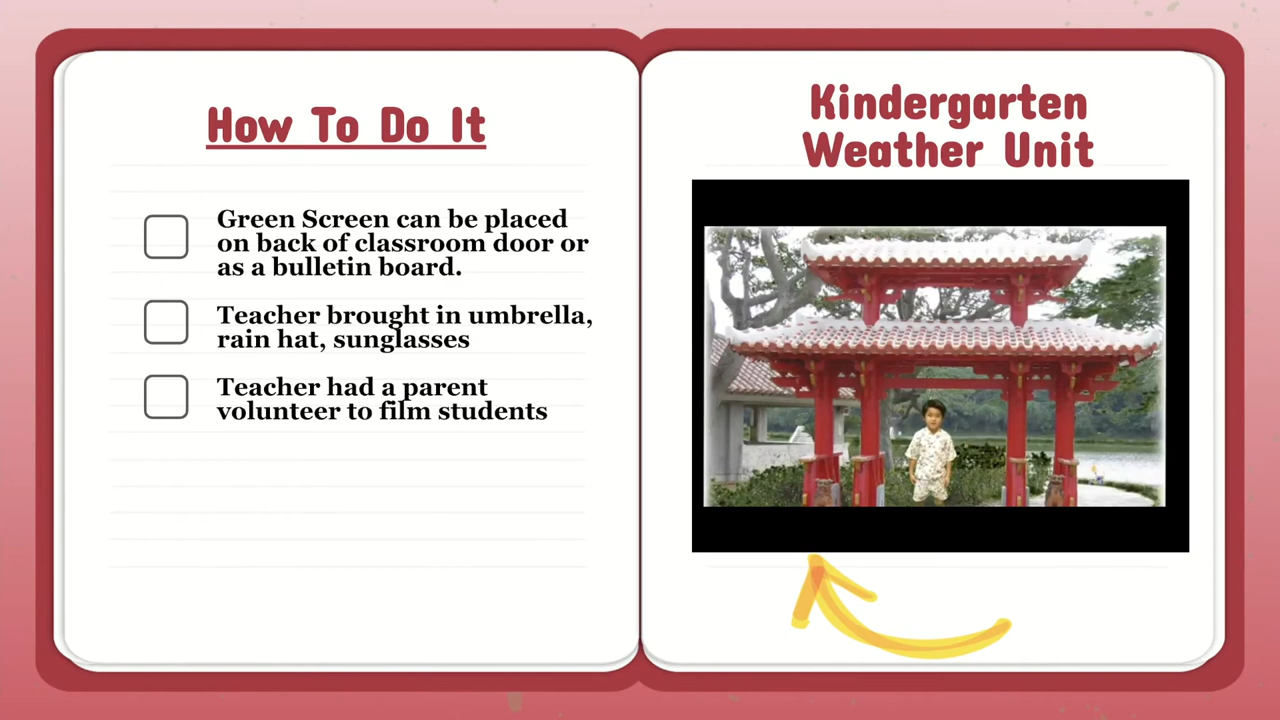 How To Do It
Green Screen can be placed
on back of classroom door or
as a bulletin board.
Teacher brought in umbrella,
rain hat, sunglasses
Teacher had a parent
volunteer to film students
Kindergarten
Weather Unit